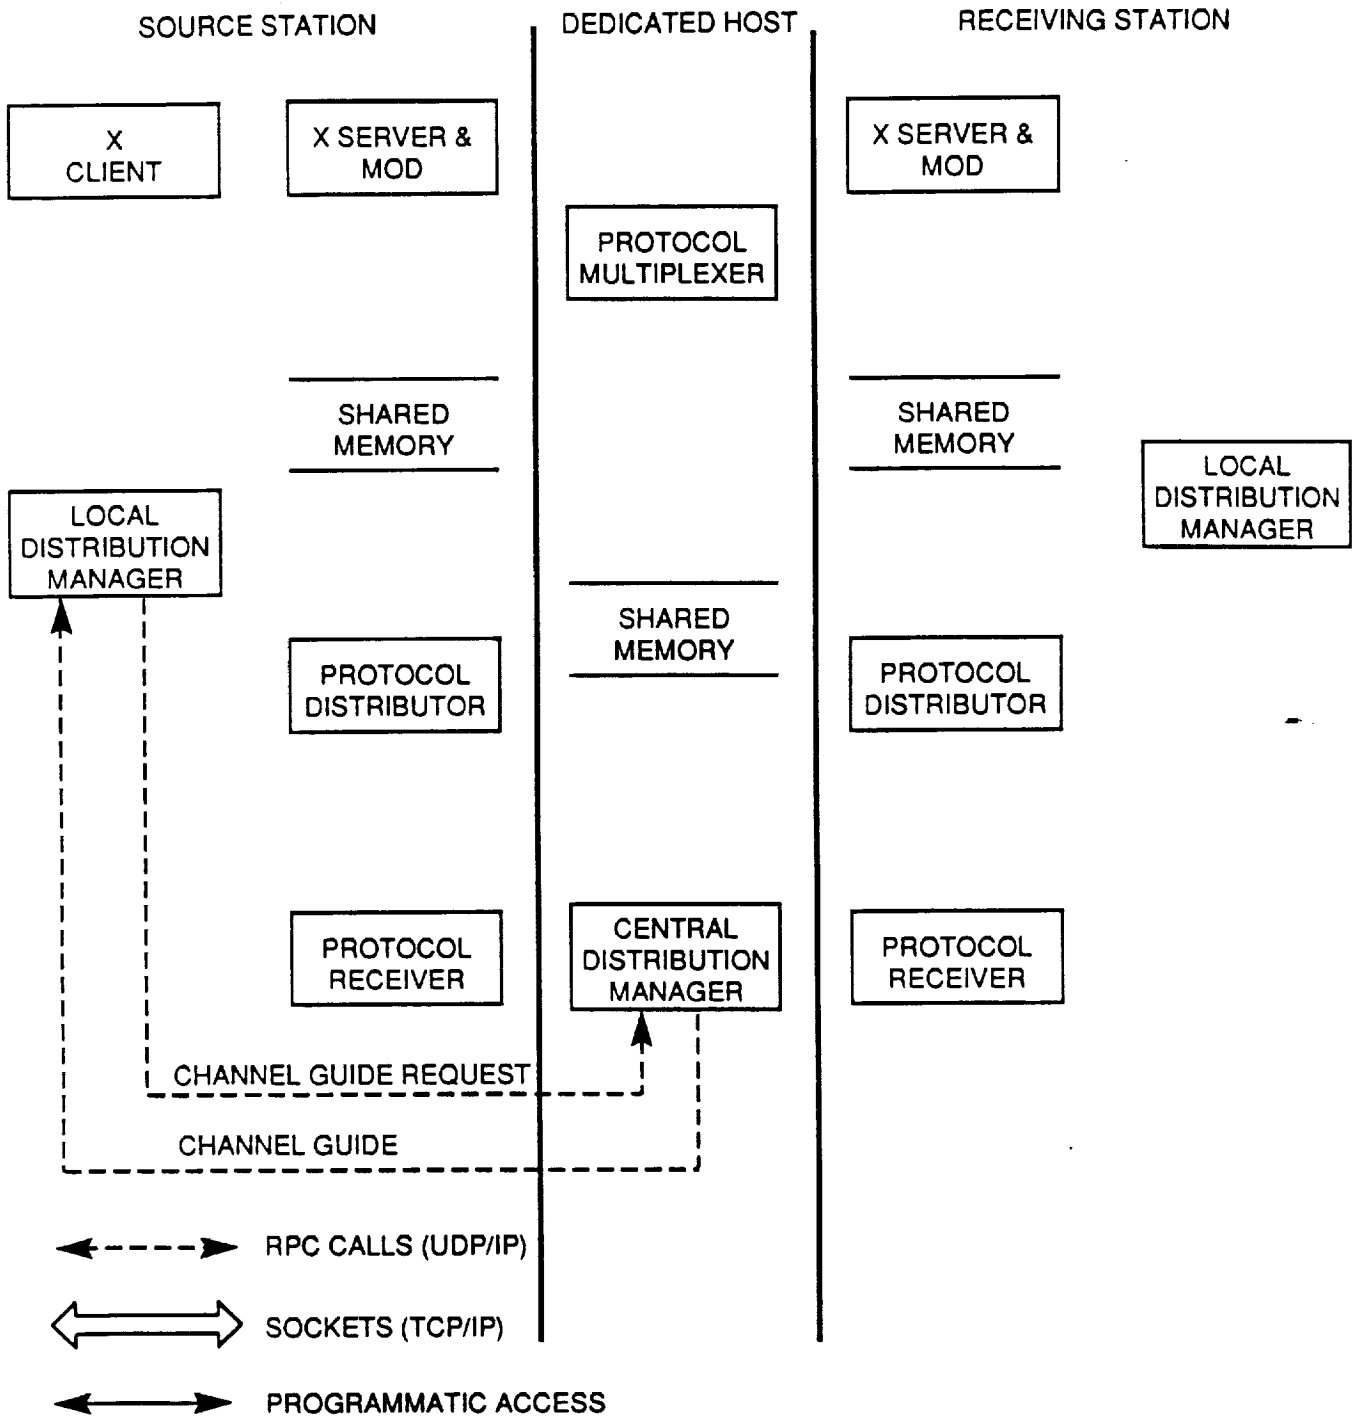 SOURCE STATION
DEDICATED HOST
RECEIVING STATION
X
CLIENT
X SERVER &
MOD
X SERVER &
MOD
PROTOCOL
MULTIPLEXER
SHARED
MEMORY
SHARED
MEMORY
LOCAL
DISTRIBUTION
MANAGER
LOCAL
DISTRIBUTION
MANAGER
SHARED
MEMORY
PROTOCOL
DISTRIBUTOR
PROTOCOL
DISTRIBUTOR
PROTOCOL
RECEIVER
CENTRAL
DISTRIBUTION
MANAGER
PROTOCOL
RECEIVER
CHANNEL GUIDE REQUEST
CHANNEL GUIDE
RPC CALLS (UDP/IP)
SOCKETS (TCP/IP)
PROGRAMMATIC ACCESS